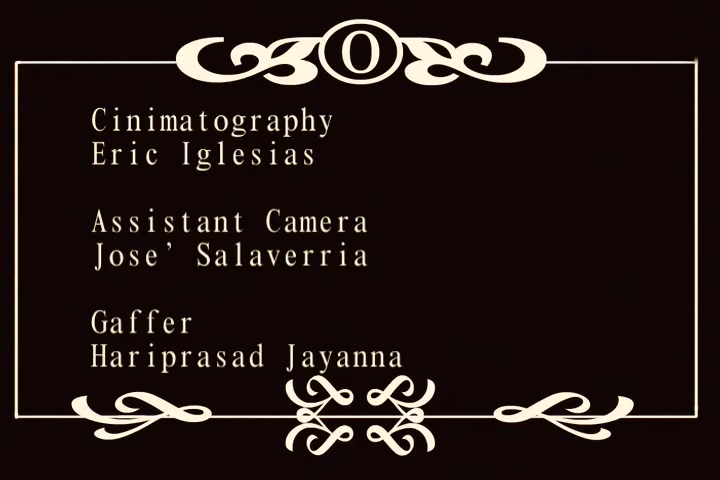 O
Cinimatography
Eric Iglesias
Assistant Camera
Jose' Salaverria
Gaffer
Hariprasad Jayanna